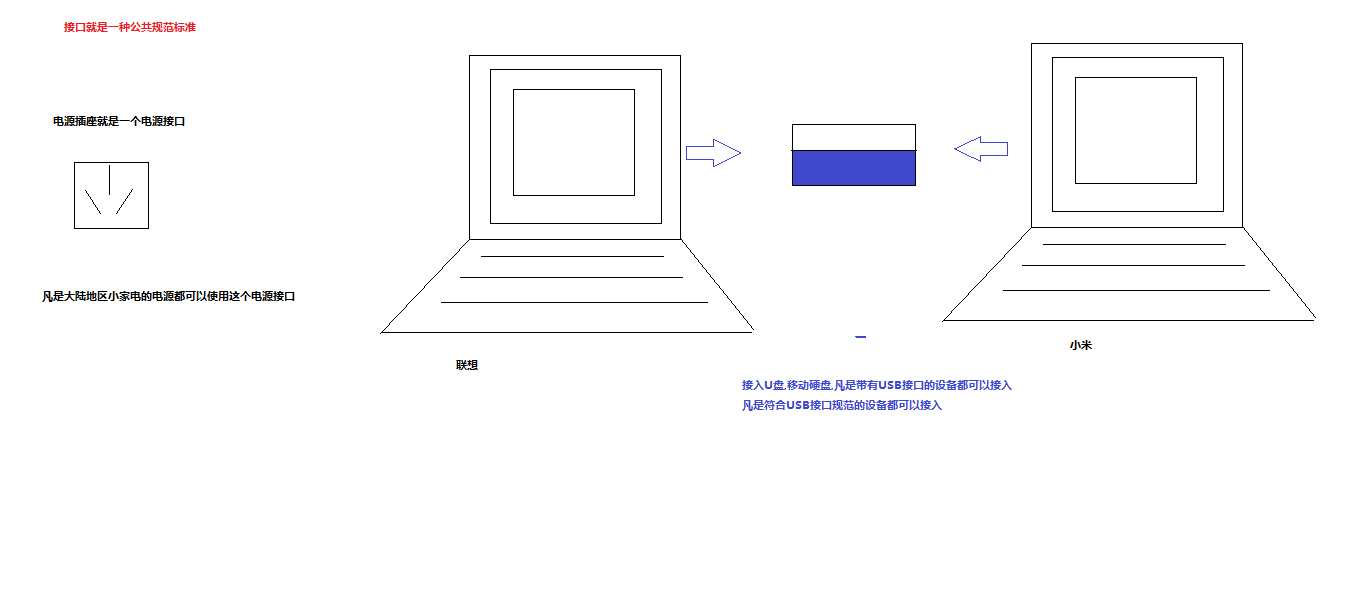 接口就是一种公共规范标准
电源插座就是一个电源接口
凡是大陆地区小家电的电源都可以使用这个电源接口
联想
小米
接入U盘,移动硬盘,凡是带有USB接口的设备都可以接入
凡是符合USB接口规范的设备都可以接入